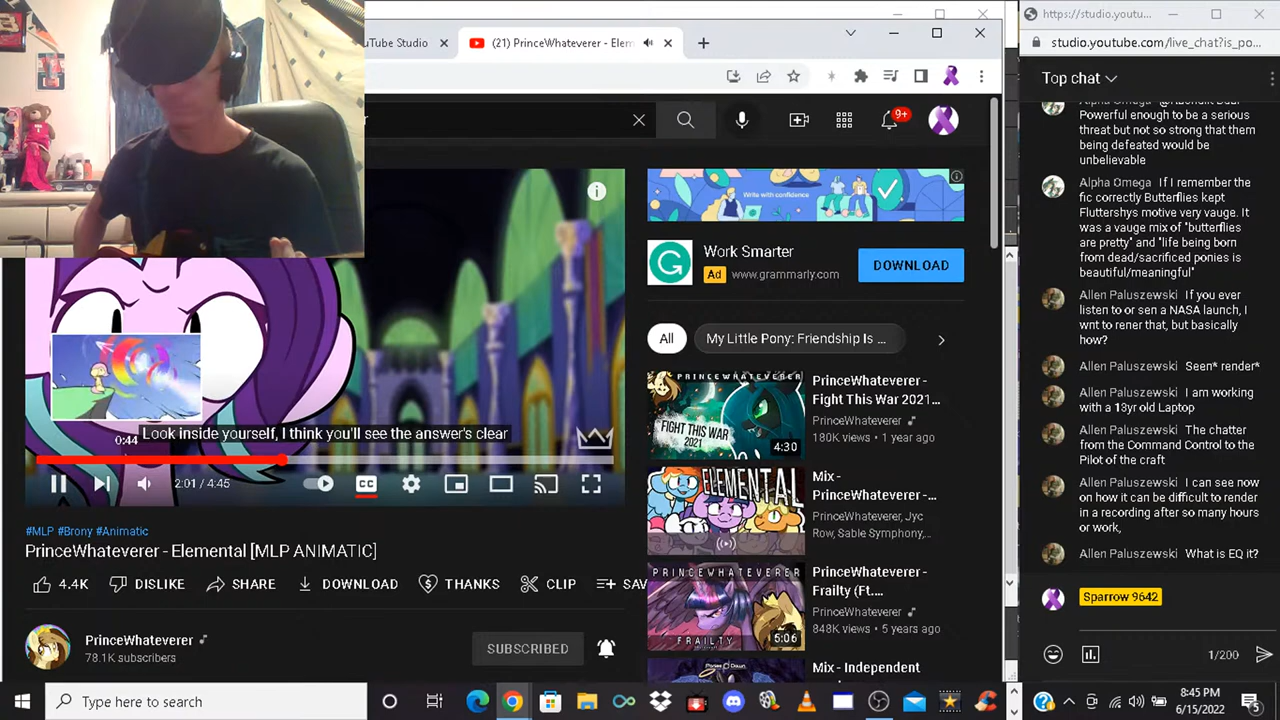 uTube Studio
(21) PrinceWhateverer - Elem
9+
Look inside yourself, I think you'll see the answer's clear
0:44
2:01 / 4:45
CC
#MLP #Brony #Animatic
PrinceWhateverer - Elemental [MLP ANIMATIC]
4.4K
DISLIKE
SHARE
DOWNLOAD
THANKS
CLIP
SAV
PrinceWhateverer
78.1K subscribers
SUBSCRIBED
Write with confidence
Work Smarter
Ad
www.grammarly.com
DOWNLOAD
All
My Little Pony: Friendship Is ...
PRINCEWHATEVERER
FIGHT THIS WAR
2021
4:30
PrinceWhateverer -
Fight This War 2021...
PrinceWhateverer
180K views • 1 year ago
ELEMENTAL
Mix -
PrinceWhateverer -...
PrinceWhateverer, Jyc
Row, Sable Symphony,...
PRINCEWHATEVERER
FRAILTY
5:06
PrinceWhateverer -
Frailty (Ft....
PrinceWhateverer
848K views • 5 years ago
Mix - Independent
https://studio.youtu...
studio.youtube.com/live_chat?is_po...
Top chat
Powerful enough to be a serious
threat but not so strong that them
being defeated would be
unbelievable
Alpha Omega If I remember the
fic correctly Butterflies kept
Fluttershys motive very vauge. It
was a vauge mix of "butterflies
so pretty" and "life being born
from dead/sacrificed ponies is
beautiful/meaningful"
Allen Paluszewski If you ever
listen to or sen a NASA launch, I
wnt to rener that, but basically
how?
Allen Paluszewski Seen* render*
Allen Paluszewski I am working
with a 13yr old Laptop
Allen Paluszewski The chatter
from the Command Control to the
Pilot of the craft
Allen Paluszewski I can see now
on how it can be difficult to render
in a recording after so many hours
or work,
Allen Paluszewski What is EQ it?
Sparrow 9642
1/200
Type here to search
8:45 PM
6/15/2022
5